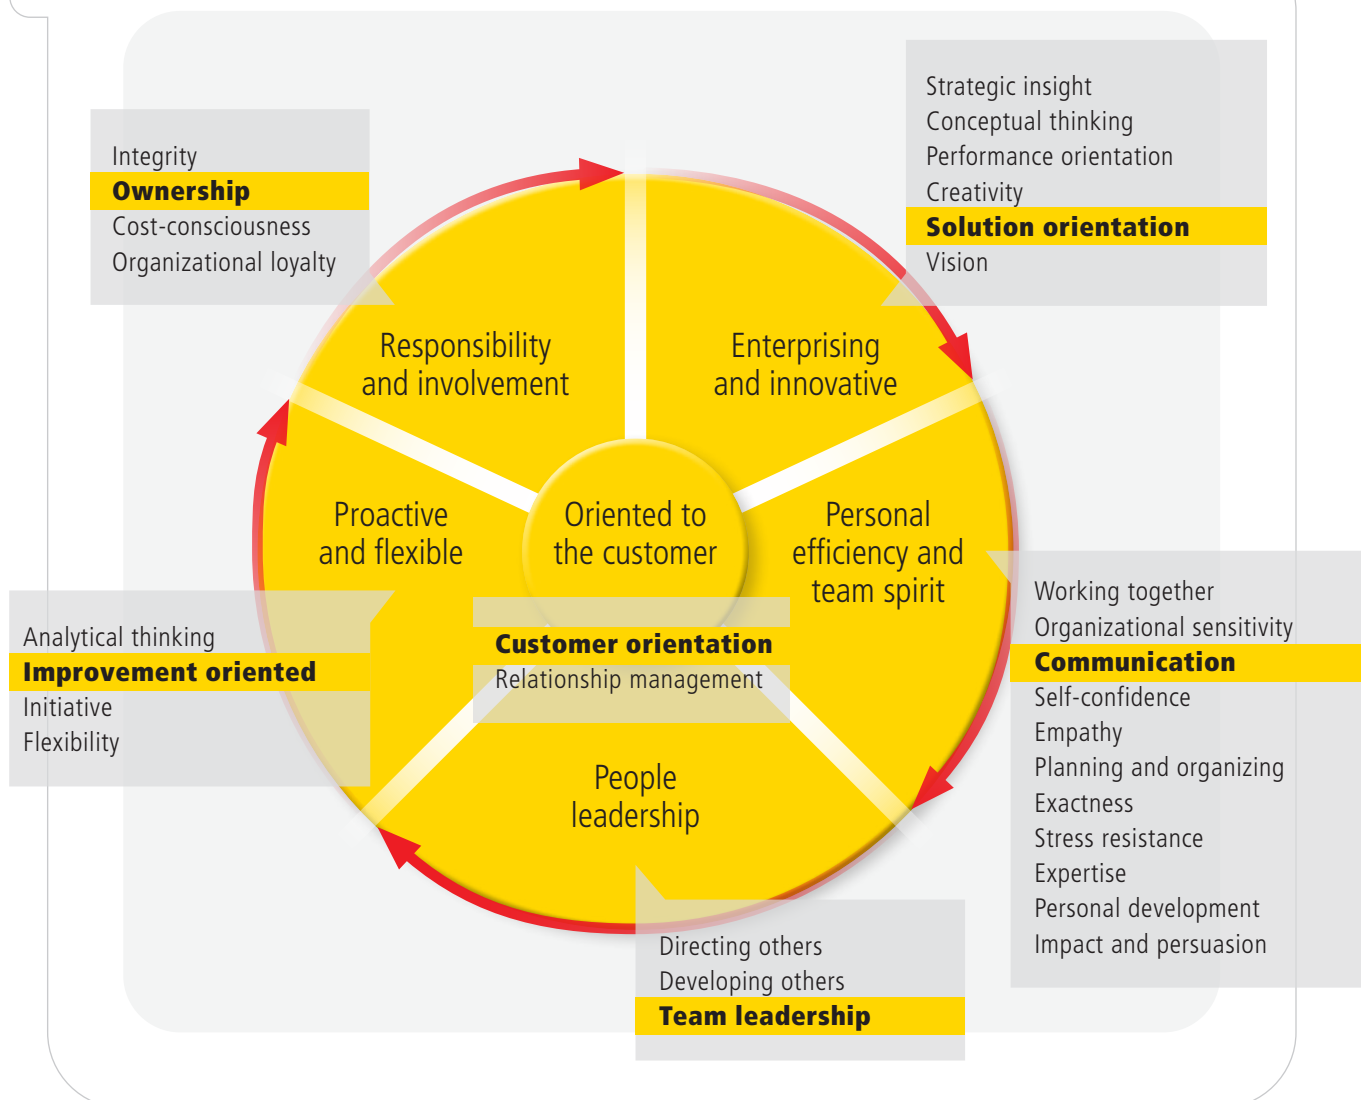 Integrity
Ownership
Cost-consciousness
Organizational loyalty
Strategic insight
Conceptual thinking
Performance orientation
Creativity
Solution orientation
Vision
Responsibility
and involvement
Enterprising
and innovative
Proactive
and flexible
Oriented to
the customer
Personal
efficiency and
team spirit
Analytical thinking
Improvement oriented
Initiative
Flexibility
Customer orientation
Relationship management
Working together
Organizational sensitivity
Communication
Self-confidence
Empathy
Planning and organizing
Exactness
Stress resistance
Expertise
Personal development
Impact and persuasion
People
leadership
Directing others
Developing others
Team leadership